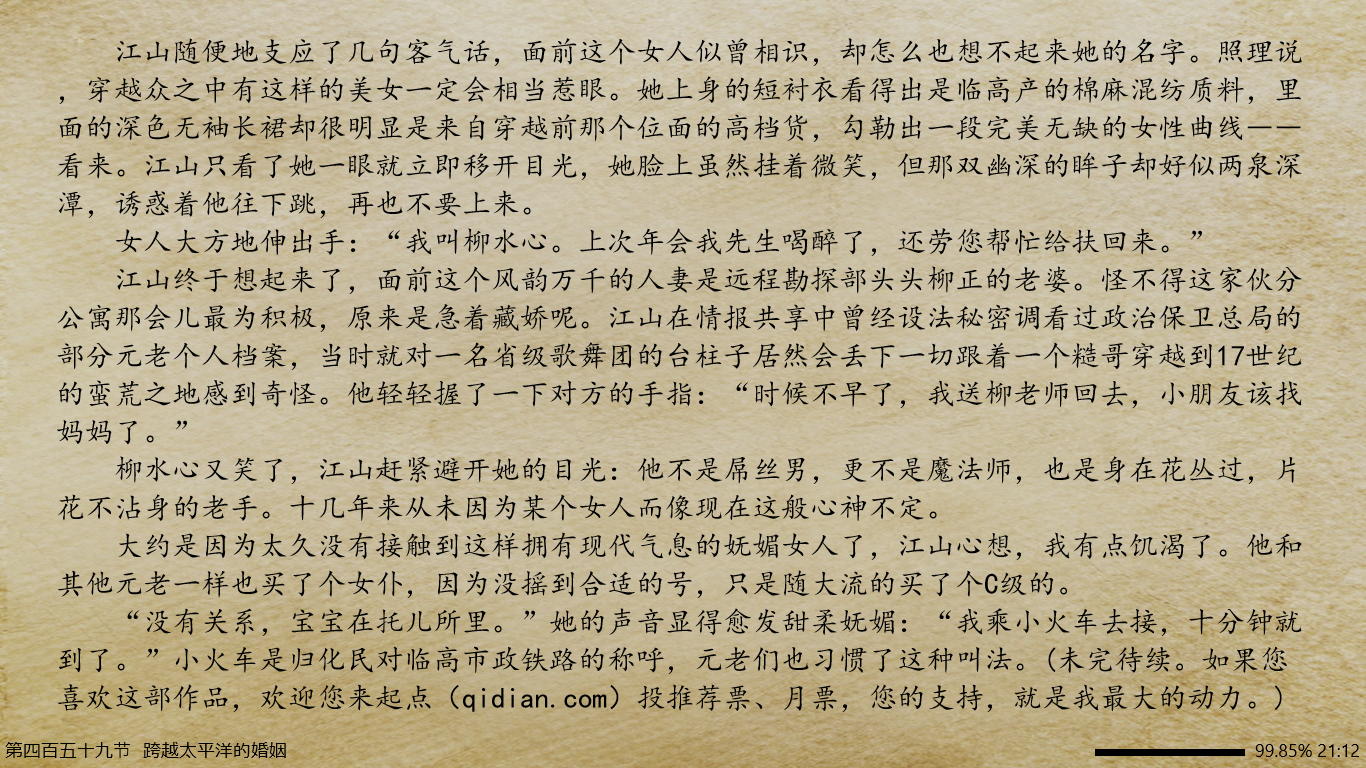 江山随便地支应了几句客气话，面前这个女人似曾相识，却怎么也想不起来她的名字。照理说
，穿越众之中有这样的美女一定会相当惹眼。她上身的短衬衣看得出是临高产的棉麻混纺质料，里
面的深色无袖长裙却很明显是来自穿越前那个位面的高档货，勾勒出一段完美无缺的女性曲线——
看来。江山只看了她一眼就立即移开目光，她脸上虽然挂着微笑，但那双幽深的眸子却好似两泉深
潭，诱惑着他往下跳，再也不要上来。
女人大方地伸出手：“我叫柳水心。上次年会我先生喝醉了，还劳您帮忙给扶回来。”
江山终于想起来了，面前这个风韵万千的人妻是远程勘探部头头柳正的老婆。怪不得这家伙分
公寓那会儿最为积极，原来是急着藏娇呢。江山在情报共享中曾经设法秘密调看过政治保卫总局的
部分元老个人档案，当时就对一名省级歌舞团的台柱子居然会丢下一切跟着一个糙哥穿越到17世纪
的蛮荒之地感到奇怪。他轻轻握了一下对方的手指：“时候不早了，我送柳老师回去，小朋友该找
妈妈了。”
柳水心又笑了，江山赶紧避开她的目光：他不是屌丝男，更不是魔法师，也是身在花丛过，片
花不沾身的老手。十几年来从未因为某个女人而像现在这般心神不定。
大约是因为太久没有接触到这样拥有现代气息的妩媚女人了，江山心想，我有点饥渴了。他和
其他元老一样也买了个女仆，因为没摇到合适的号，只是随大流的买了个C级的。
“没有关系，宝宝在托儿所里。”她的声音显得愈发甜柔妩媚：“我乘小火车去接，十分钟就
到了。”小火车是归化民对临高市政铁路的称呼，元老们也习惯了这种叫法。(未完待续。如果您
喜欢这部作品，欢迎您来起点（qidian.com）投推荐票、月票，您的支持，就是我最大的动力。)
第四百五十九节 跨越太平洋的婚姻
99.85% 21:12